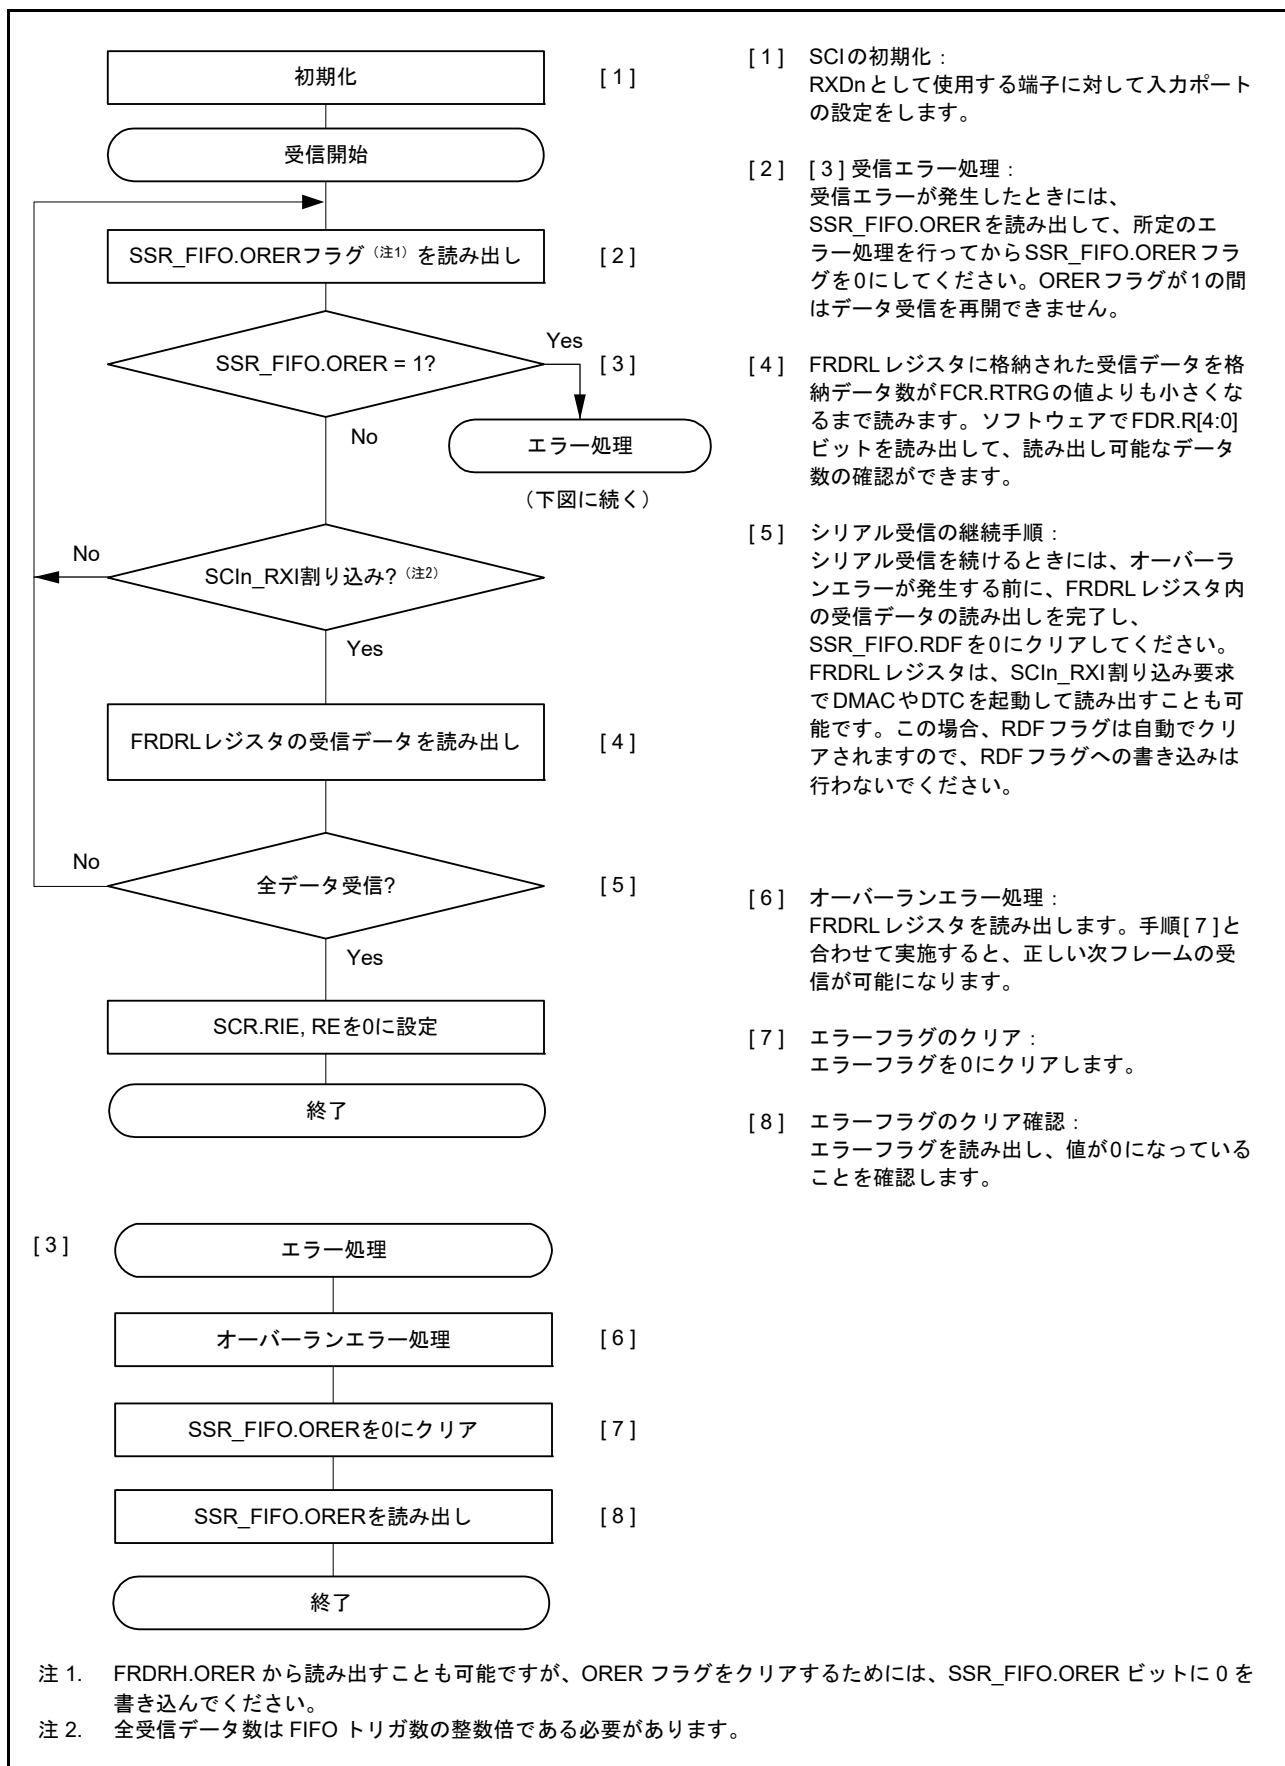 初期化
[ 1 ]
受信開始
SSR_FIFO.ORERフラグ（注1）を読み出し
[ 2 ]
SSR_FIFO.ORER = 1?
Yes
[ 3 ]
No
エラー処理
（下図に続く）
SCIn_RXI割り込み?（注2）
No
Yes
FRDRLレジスタの受信データを読み出し
[ 4 ]
全データ受信?
No
[ 5 ]
Yes
SCR.RIE, REを0に設定
終了
[ 1 ] SCIの初期化：
RXDnとして使用する端子に対して入力ポート
の設定をします。
[ 2 ] [ 3 ] 受信エラー処理：
受信エラーが発生したときには、
SSR_FIFO.ORERを読み出して、所定のエ
ラー処理を行ってからSSR_FIFO.ORERフラ
グを0にしてください。ORERフラグが1の間
はデータ受信を再開できません。
[ 4 ] FRDRLレジスタに格納された受信データを格
納データ数がFCR.RTRGの値よりも小さくな
るまで読みます。ソフトウェアでFDR.R[4:0]
ビットを読み出して、読み出し可能なデータ
数の確認ができます。
[ 5 ] シリアル受信の継続手順：
シリアル受信を続けるときには、オーバーラ
ンエラーが発生する前に、FRDRLレジスタ内
の受信データの読み出しを完了し、
SSR_FIFO.RDFを0にクリアしてください。
FRDRLレジスタは、SCIn_RXI割り込み要求
でDMACやDTCを起動して読み出すことも可
能です。この場合、RDFフラグは自動でクリ
アされますので、RDFフラグへの書き込みは
行わないでください。
[ 6 ] オーバーランエラー処理：
FRDRLレジスタを読み出します。手順[ 7 ]と
合わせて実施すると、正しい次フレームの受
信が可能になります。
[ 7 ] エラーフラグのクリア：
エラーフラグを0にクリアします。
[ 8 ] エラーフラグのクリア確認：
エラーフラグを読み出し、値が0になっている
ことを確認します。
[ 3 ]
エラー処理
オーバーランエラー処理
[ 6 ]
SSR_FIFO.ORERを0にクリア
[ 7 ]
SSR_FIFO.ORERを読み出し
[ 8 ]
終了
注 1. FRDRH.ORER から読み出すことも可能ですが、ORER フラグをクリアするためには、SSR_FIFO.ORER ビットに 0 を
書き込んでください。
注 2. 全受信データ数は FIFO トリガ数の整数倍である必要があります。